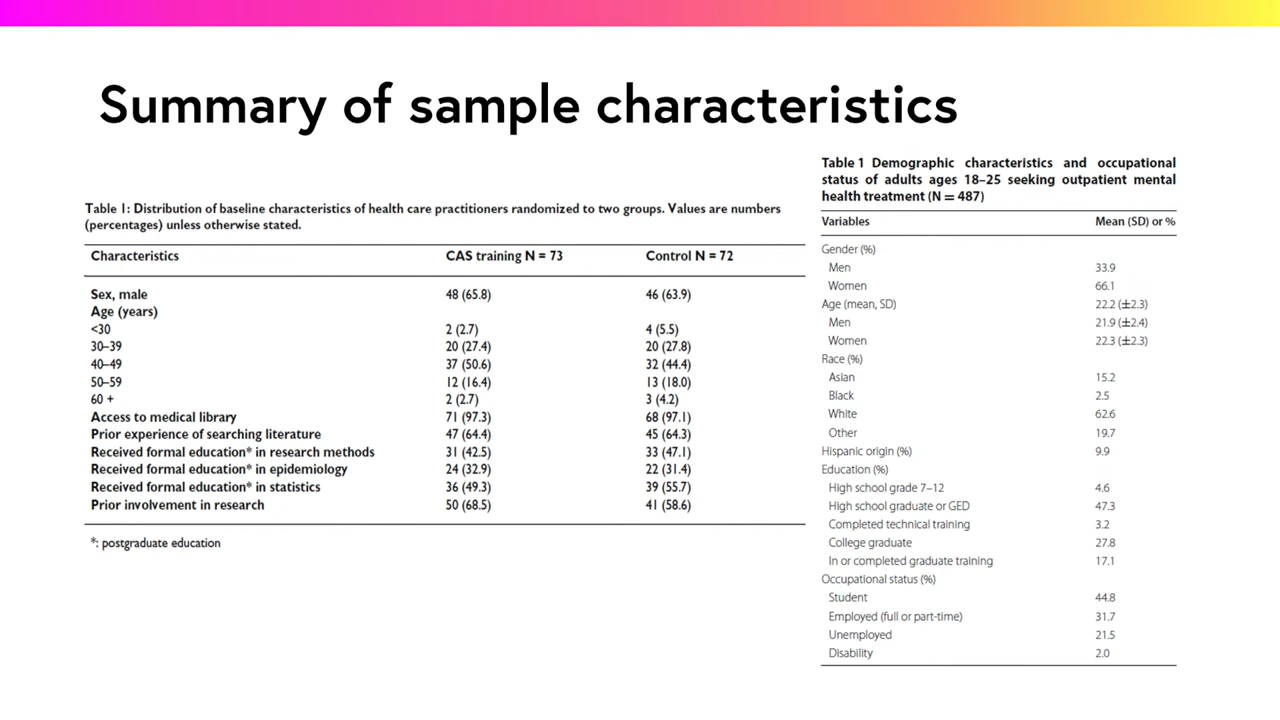 Summary of sample characteristics
Table 1: Distribution of baseline characteristics of health care practitioners randomized to two groups. Values are numbers
(percentages) unless otherwise stated.
Characteristics CAS training N = 73 Control N = 72
Sex, male 48 (65.8) 46 (63.9)
Age (years)
<30 2 (2.7) 4 (5.5)
30–39 20 (27.4) 20 (27.8)
40–49 37 (50.6) 32 (44.4)
50–59 12 (16.4) 13 (18.0)
60 + 2 (2.7) 3 (4.2)
Access to medical library 71 (97.3) 68 (97.1)
Prior experience of searching literature 47 (64.4) 45 (64.3)
Received formal education* in research methods 31 (42.5) 33 (47.1)
Received formal education* in epidemiology 24 (32.9) 22 (31.4)
Received formal education* in statistics 36 (49.3) 39 (55.7)
Prior involvement in research 50 (68.5) 41 (58.6)
*: postgraduate education
Table 1 Demographic characteristics and occupational
status of adults ages 18–25 seeking outpatient mental
health treatment (N = 487)
Variables Mean (SD) or %
Gender (%)
Men 33.9
Women 66.1
Age (mean, SD) 22.2 (±2.3)
Men 21.9 (±2.4)
Women 22.3 (±2.3)
Race (%)
Asian 15.2
Black 2.5
White 62.6
Other 19.7
Hispanic origin (%) 9.9
Education (%)
High school grade 7–12 4.6
High school graduate or GED 47.3
Completed technical training 3.2
College graduate 27.8
In or completed graduate training 17.1
Occupational status (%)
Student 44.8
Employed (full or part-time) 31.7
Unemployed 21.5
Disability 2.0